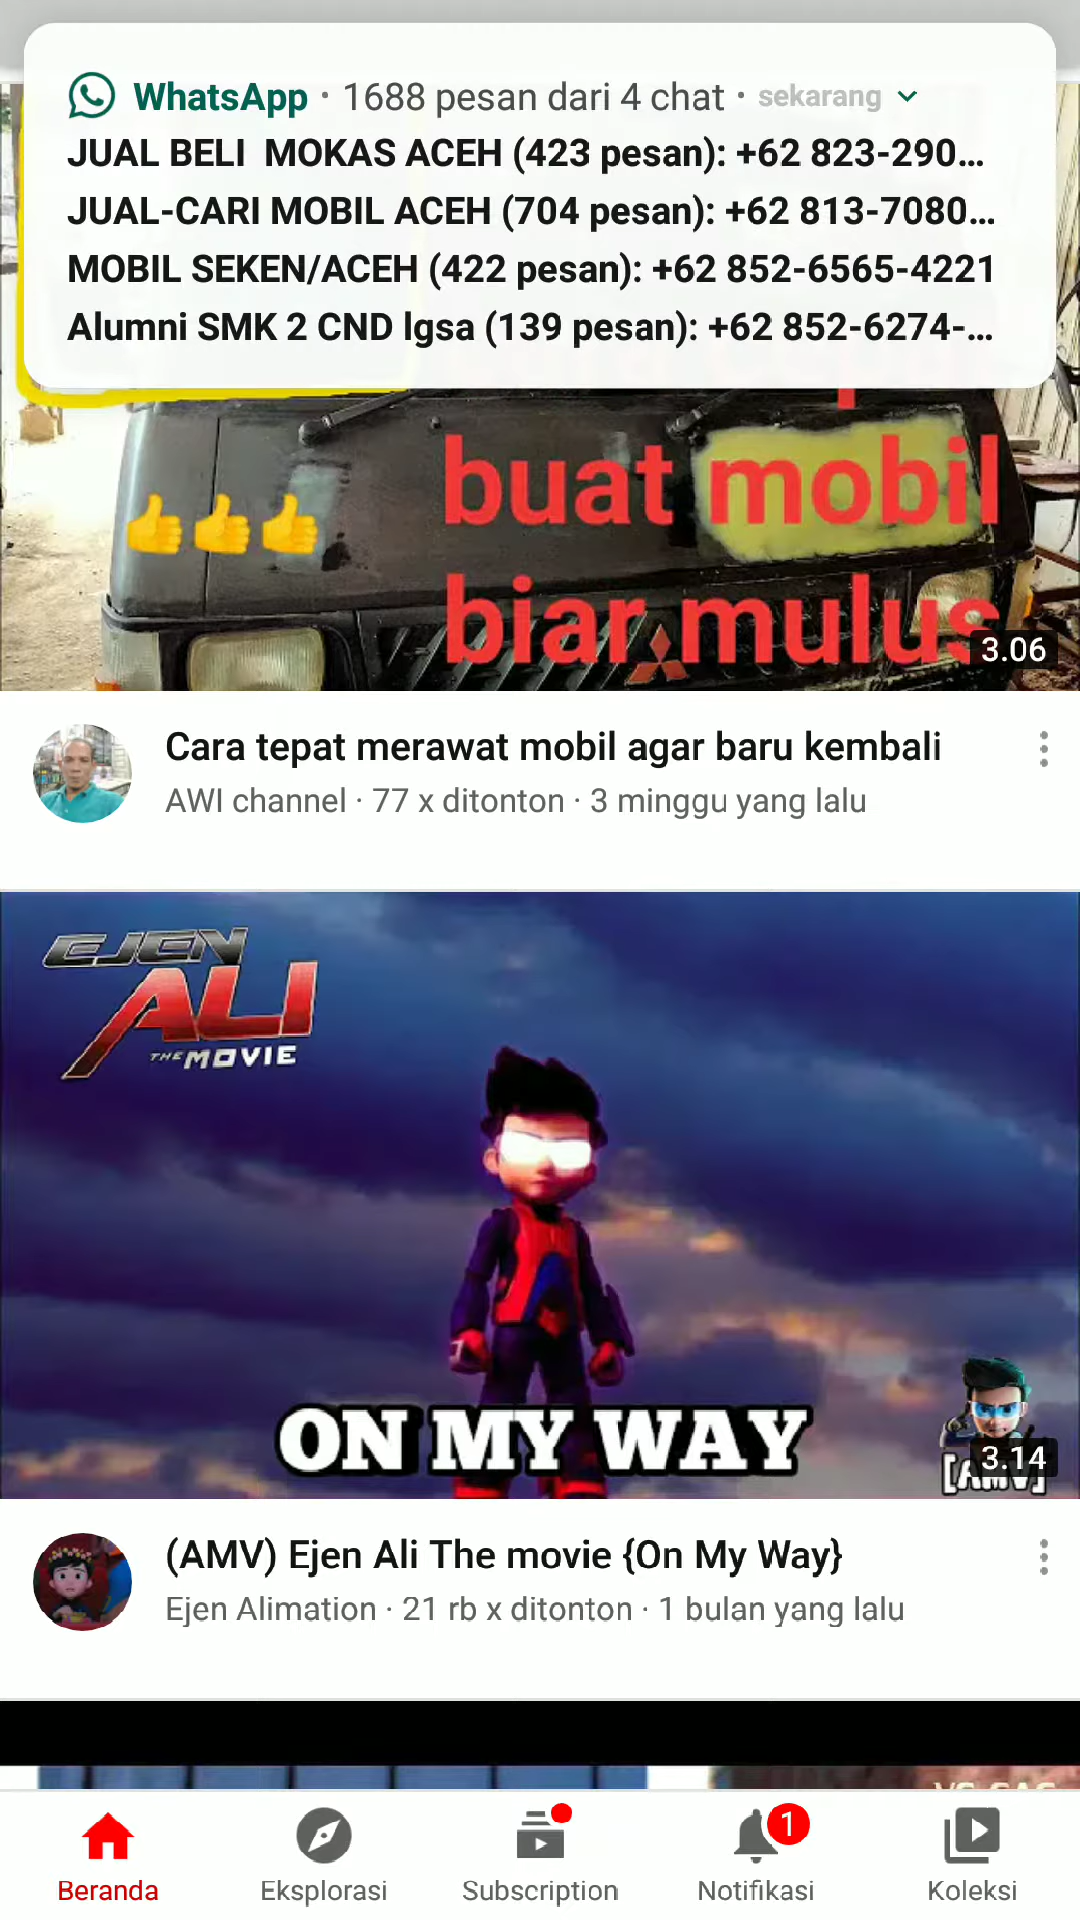 WhatsApp · 1688 pesan dari 4 chat · sekarang
JUAL BELI MOKAS ACEH (423 pesan): +62 823-290...
JUAL-CARI MOBIL ACEH (704 pesan): +62 813-7080...
MOBIL SEKEN/ACEH (422 pesan): +62 852-6565-4221
Alumni SMK 2 CND lgsa (139 pesan): +62 852-6274-...
buat mobil
biar mulus
3.06
Cara tepat merawat mobil agar baru kembali
AWI channel · 77 x ditonton · 3 minggu yang lalu
EJEN
ALI
THE MOVIE
ON MY WAY
3.14
[AMV]
(AMV) Ejen Ali The movie {On My Way}
Ejen Alimation · 21 rb x ditonton · 1 bulan yang lalu
1
Beranda
Eksplorasi
Subscription
Notifikasi
Koleksi